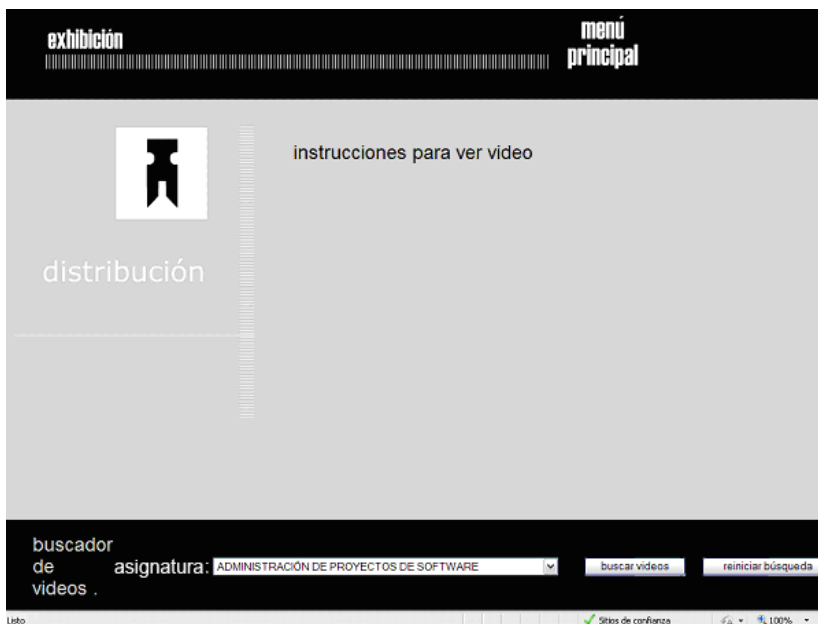 exhibición
menú
principal
instrucciones para ver video
distribución
buscador
de
videos .
asignatura:
ADMINISTRACIÓN DE PROYECTOS DE SOFTWARE
buscar videos
reiniciar búsqueda
Listo
Sitios de confianza
100%